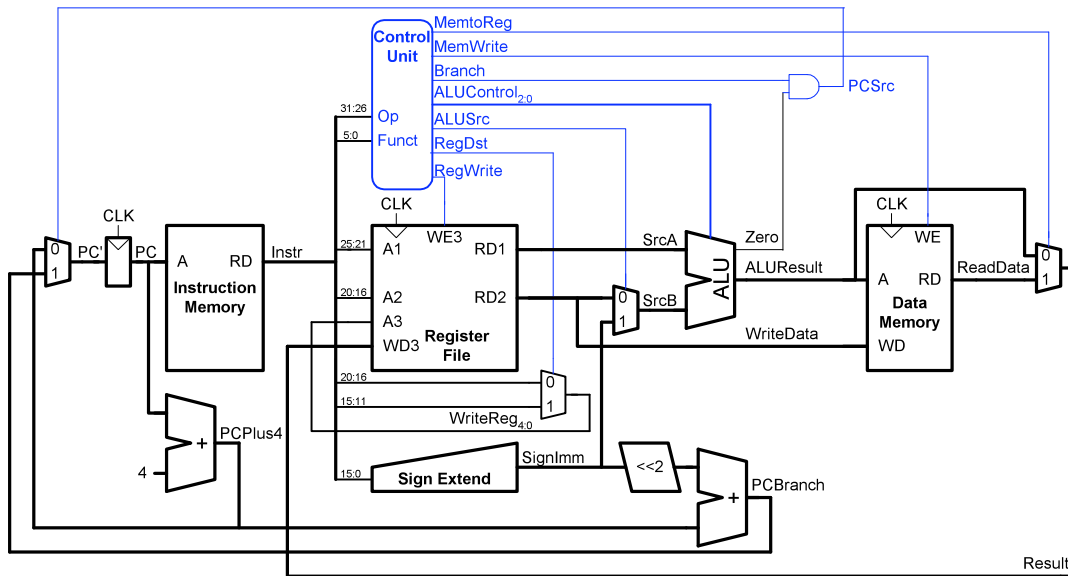 MemtoReg
Control
Unit
MemWrite
Branch
ALUControl2:0
PCSrc
31:26
Op
ALUSrc
5:0
Funct
RegDst
RegWrite
CLK
CLK
CLK
0
1
PC'
PC
A
RD
Instruction
Memory
Instr
25:21
A1
WE3
RD1
SrcA
Zero
WE
0
1
20:16
A2
RD2
0
1
SrcB
ALU
ALUResult
A
RD
ReadData
A3
Data
Memory
WD3
Register
File
WriteData
WD
20:16
0
15:11
1
WriteReg4:0
PCPlus4
+
4
SignImm
15:0
Sign Extend
<<2
PCBranch
+
Result